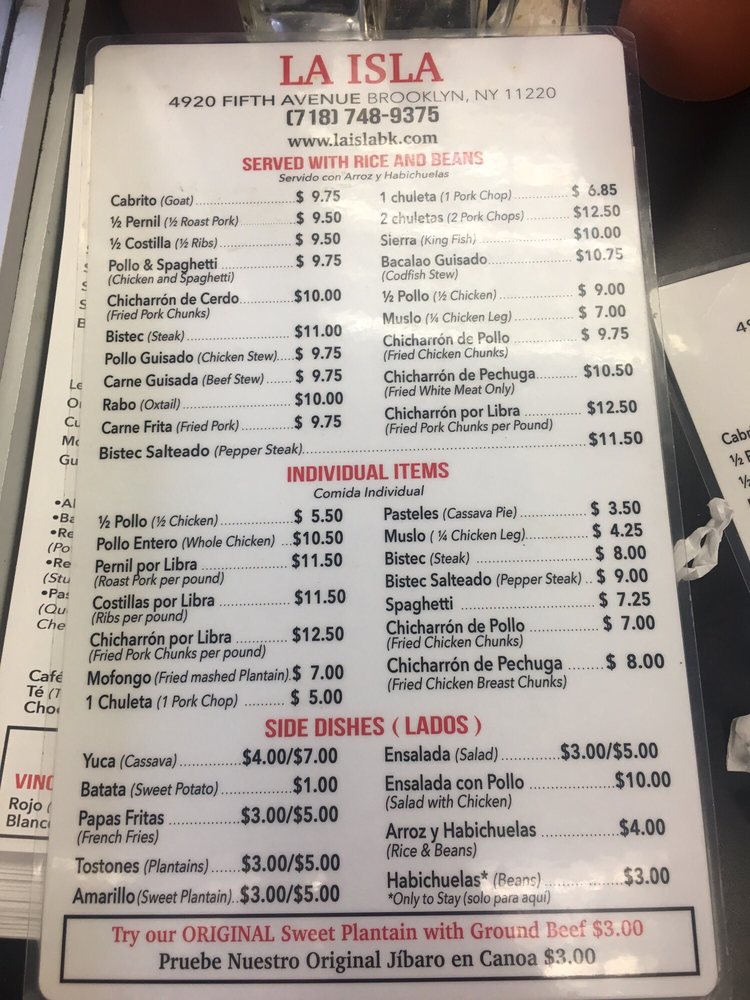 LA ISLA
4920 FIFTH AVENUE BROOKLYN, NY 11220
(718) 748-9375
www.laislabk.com
SERVED WITH RICE AND BEANS
Servido con Arroz y Habichuelas
Cabrito (Goat)..........$ 9.75
½ Pernil (½ Roast Pork)..........$ 9.50
½ Costilla (½ Ribs)..........$ 9.50
Pollo & Spaghetti..........$ 9.75
(Chicken and Spaghetti)
Chicharrón de Cerdo..........$10.00
(Fried Pork Chunks)
Bistec (Steak)..........$11.00
Pollo Guisado (Chicken Stew).....$ 9.75
Carne Guisada (Beef Stew).......$ 9.75
Rabo (Oxtail)..........$10.00
Carne Frita (Fried Pork)..........$ 9.75
1 chuleta (1 Pork Chop)..........$ 6.85
2 chuletas (2 Pork Chops)..........$12.50
Sierra (King Fish)..........$10.00
Bacalao Guisado..........$10.75
(Codfish Stew)
½ Pollo (½ Chicken)..........$ 9.00
Muslo (¼ Chicken Leg)..........$ 7.00
Chicharrón de Pollo..........$ 9.75
(Fried Chicken Chunks)
Chicharrón de Pechuga..........$10.50
(Fried White Meat Only)
Chicharrón por Libra..........$12.50
(Fried Pork Chunks per Pound)
Bistec Salteado (Pepper Steak)..........$11.50
INDIVIDUAL ITEMS
Comida Individual
½ Pollo (½ Chicken)..........$ 5.50
Pollo Entero (Whole Chicken)...$10.50
Pernil por Libra..........$11.50
(Roast Pork per pound)
Costillas por Libra..........$11.50
(Ribs per pound)
Chicharrón por Libra..........$12.50
(Fried Pork Chunks per pound)
Mofongo (Fried mashed Plantain).$ 7.00
1 Chuleta (1 Pork Chop)..........$ 5.00
Pasteles (Cassava Pie)..........$ 3.50
Muslo ( ¼ Chicken Leg)..........$ 4.25
Bistec (Steak)..........$ 8.00
Bistec Salteado (Pepper Steak)..$ 9.00
Spaghetti..........$ 7.25
Chicharrón de Pollo..........$ 7.00
(Fried Chicken Chunks)
Chicharrón de Pechuga.......$ 8.00
(Fried Chicken Breast Chunks)
SIDE DISHES ( LADOS )
Yuca (Cassava)..........$4.00/$7.00
Batata (Sweet Potato)..........$1.00
Papas Fritas..........$3.00/$5.00
(French Fries)
Tostones (Plantains).......$3.00/$5.00
Amarillo (Sweet Plantain)..$3.00/$5.00
Ensalada (Salad)..........$3.00/$5.00
Ensalada con Pollo..........$10.00
(Salad with Chicken)
Arroz y Habichuelas..........$4.00
(Rice & Beans)
Habichuelas* (Beans)..........$3.00
*Only to Stay (solo para aquí)
Try our ORIGINAL Sweet Plantain with Ground Beef $3.00
Pruebe Nuestro Original Jíbaro en Canoa $3.00
Café
Té
Rojo